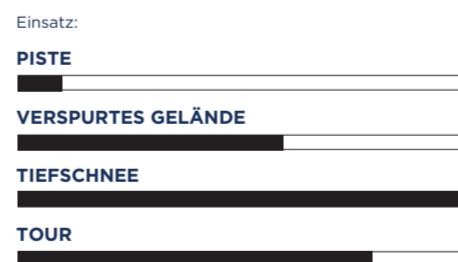 Einsatz:
PISTE
VERSPURTES GELÄNDE
TIEFSCHNEE
TOUR